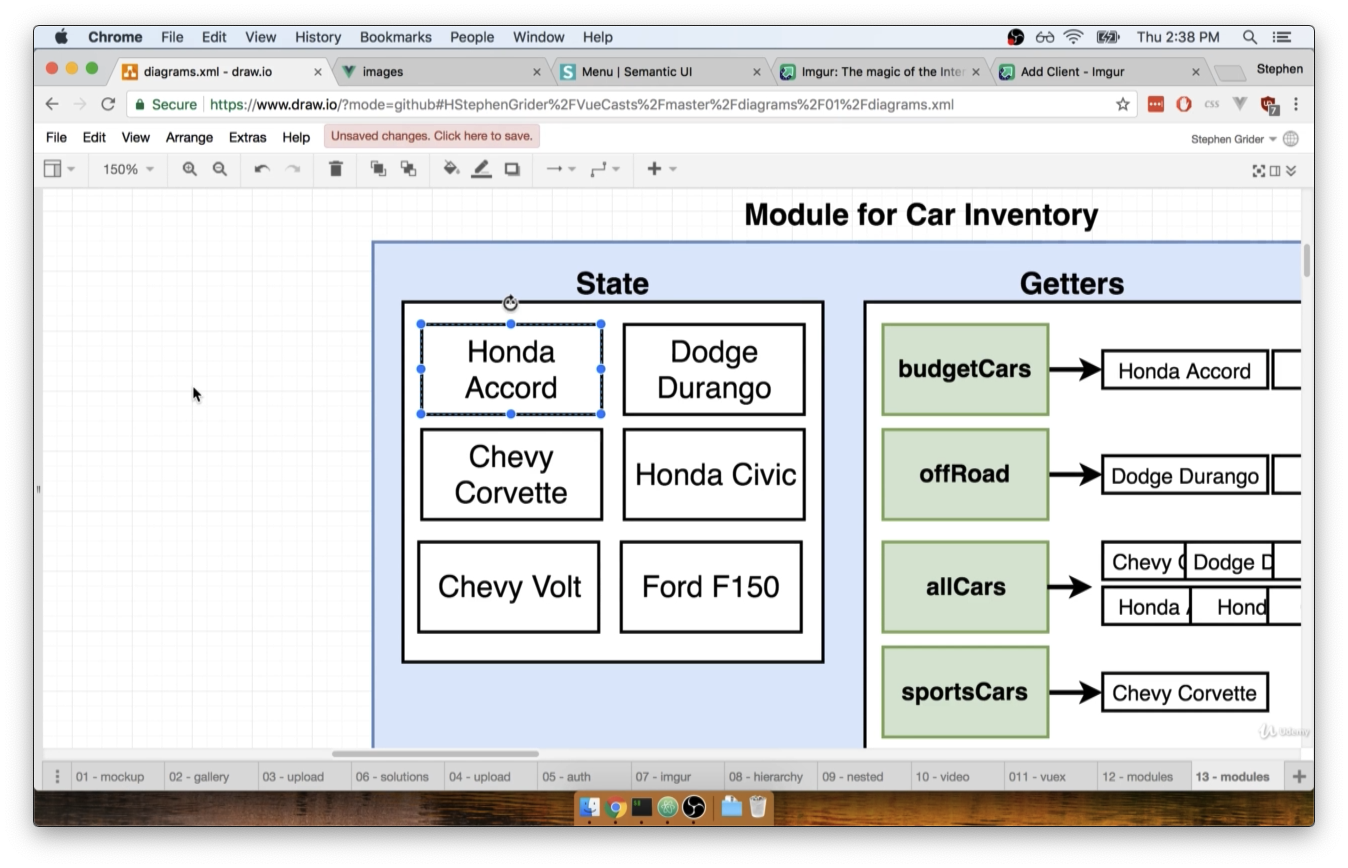 Chrome File Edit View History Bookmarks People Window Help Thu 2:38 PM
diagrams.xml - draw.io images Menu | Semantic UI Imgur: The magic of the Inter Add Client - Imgur Stephen
Secure https://www.draw.io/?mode=github#HStephenGrider%2FVueCasts%2Fmaster%2Fdiagrams%2F01%2Fdiagrams.xml CSS 7
File Edit View Arrange Extras Help Unsaved changes. Click here to save. Stephen Grider
150%
Module for Car Inventory
State
Getters
Honda
Accord
Dodge
Durango
budgetCars
Honda Accord
Chevy
Corvette
Honda Civic
offRoad
Dodge Durango
Chevy Volt
Ford F150
allCars
Chevy Dodge D
Honda Hond
sportsCars
Chevy Corvette
Udemy
01 - mockup 02 - gallery 03 - upload 06 - solutions 04 - upload 05 - auth 07 - imgur 08 - hierarchy 09 - nested 10 - video 011 - vuex 12 - modules 13 - modules